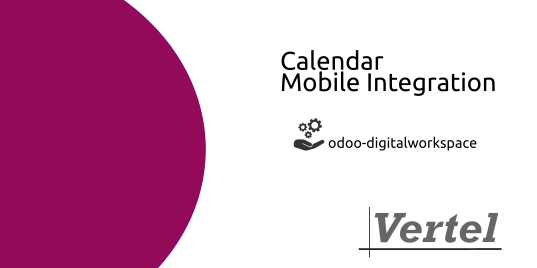 Calendar
Mobile Integration
odoo-digitalworkspace
Vertel